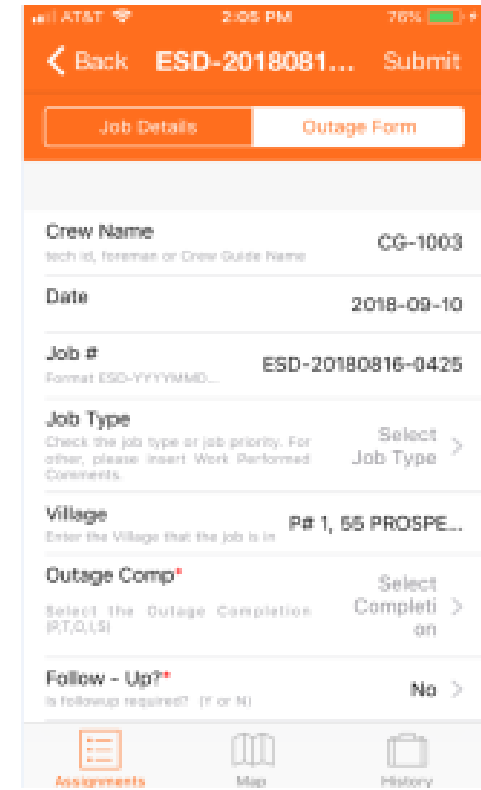 AT&T 2:05 PM 76%
Back ESD-2018081... Submit
Job Details Outage Form
Crew Name CG-1003
tech id, foreman or Crew Guide Name
Date 2018-09-10
Job # ESD-20180816-0425
Format ESD-YYYYMMD...
Job Type Select
Check the job type or job priority. For Job Type
other, please insert Work Performed
Comments.
Village P# 1, 55 PROSPE...
Enter the Village that the job is in
Outage Comp* Select
Select the Outage Completion Completi
(P,T,O,I,S) on
Follow - Up?* No
Is followup required? (Y or N)
Assignments Map History